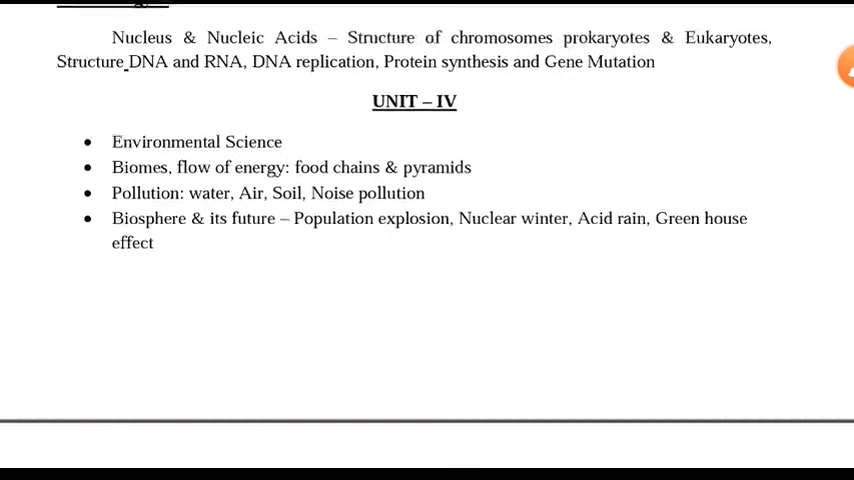 Nucleus & Nucleic Acids – Structure of chromosomes prokaryotes & Eukaryotes,
Structure DNA and RNA, DNA replication, Protein synthesis and Gene Mutation
UNIT – IV
• Environmental Science
• Biomes, flow of energy: food chains & pyramids
• Pollution: water, Air, Soil, Noise pollution
• Biosphere & its future – Population explosion, Nuclear winter, Acid rain, Green house
effect